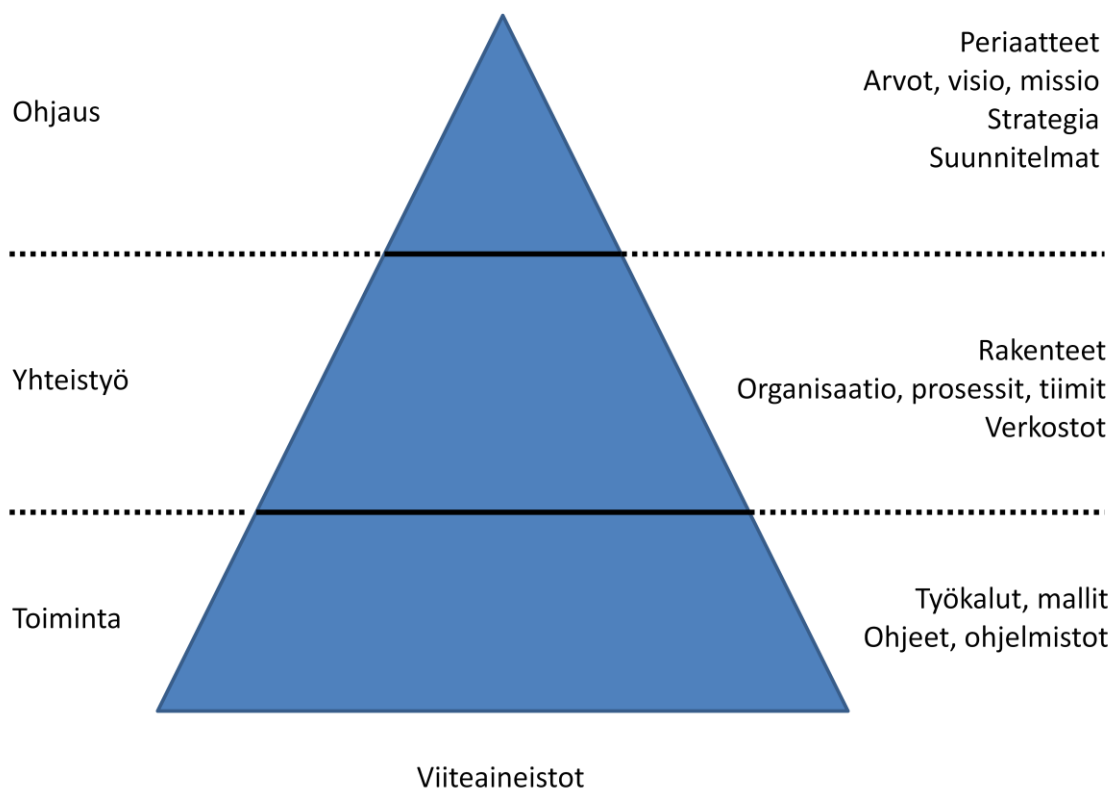 Ohjaus
Periaatteet
Arvot, visio, missio
Strategia
Suunnitelmat
Yhteistyö
Rakenteet
Organisaatio, prosessit, tiimit
Verkostot
Toiminta
Työkalut, mallit
Ohjeet, ohjelmistot
Viiteaineistot